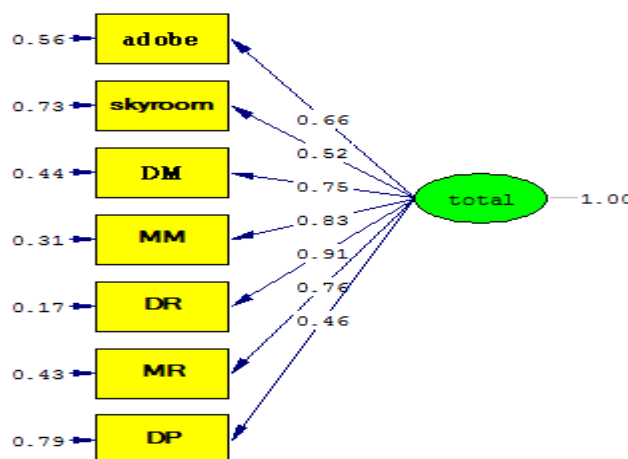 0.56 adobe
0.66
0.73 skyroom
0.52
0.44 DM
0.75
total 1.00
0.83
0.31 MM
0.91
0.17 DR
0.76
0.46
0.43 MR
0.79 DP